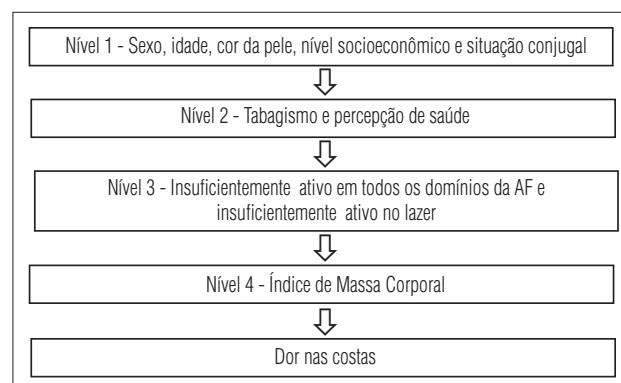 Nível 1 - Sexo, idade, cor da pele, nível socioeconômico e situação conjugal
Nível 2 - Tabagismo e percepção de saúde
Nível 3 - Insuficientemente ativo em todos os domínios da AF e
insuficientemente ativo no lazer
Nível 4 - Índice de Massa Corporal
Dor nas costas